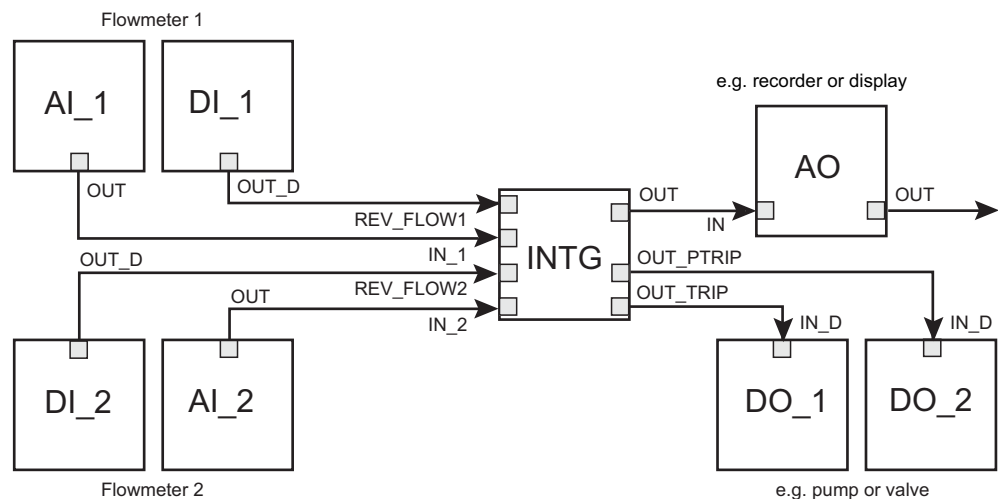 Flowmeter 1
e.g. recorder or display
AI_1
DI_1
AO
OUT
OUT_D
OUT
OUT
REV_FLOW1
IN
IN_1
INTG
OUT_D
OUT_PTRIP
REV_FLOW2
OUT
OUT_TRIP
IN_2
IN_D
IN_D
DI_2
AI_2
DO_1
DO_2
Flowmeter 2
e.g. pump or valve